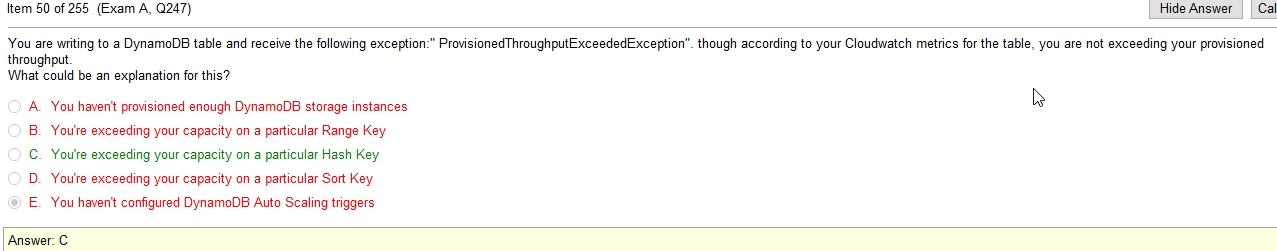 Item 50 of 255 (Exam A, Q247)
Hide Answer
Cal
You are writing to a DynamoDB table and receive the following exception:" ProvisionedThroughputExceededException". though according to your Cloudwatch metrics for the table, you are not exceeding your provisioned
throughput.
What could be an explanation for this?
A. You haven't provisioned enough DynamoDB storage instances
B. You're exceeding your capacity on a particular Range Key
C. You're exceeding your capacity on a particular Hash Key
D. You're exceeding your capacity on a particular Sort Key
E. You haven't configured DynamoDB Auto Scaling triggers
Answer: C